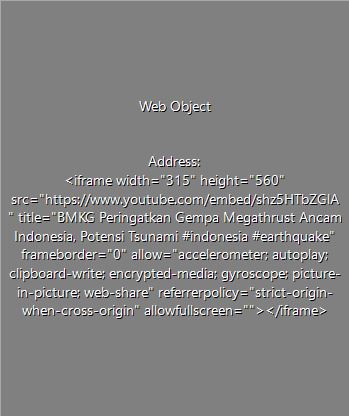 Web Object
Address:
<iframe width="315" height="560"
src="https://www.youtube.com/embed/shz5HTbZGlA
" title="BMKG Peringatkan Gempa Megathrust Ancam
Indonesia, Potensi Tsunami #indonesia #earthquake"
frameborder="0" allow="accelerometer; autoplay;
clipboard-write; encrypted-media; gyroscope; picture-
in-picture; web-share" referrerpolicy="strict-origin-
when-cross-origin" allowfullscreen=""></iframe>